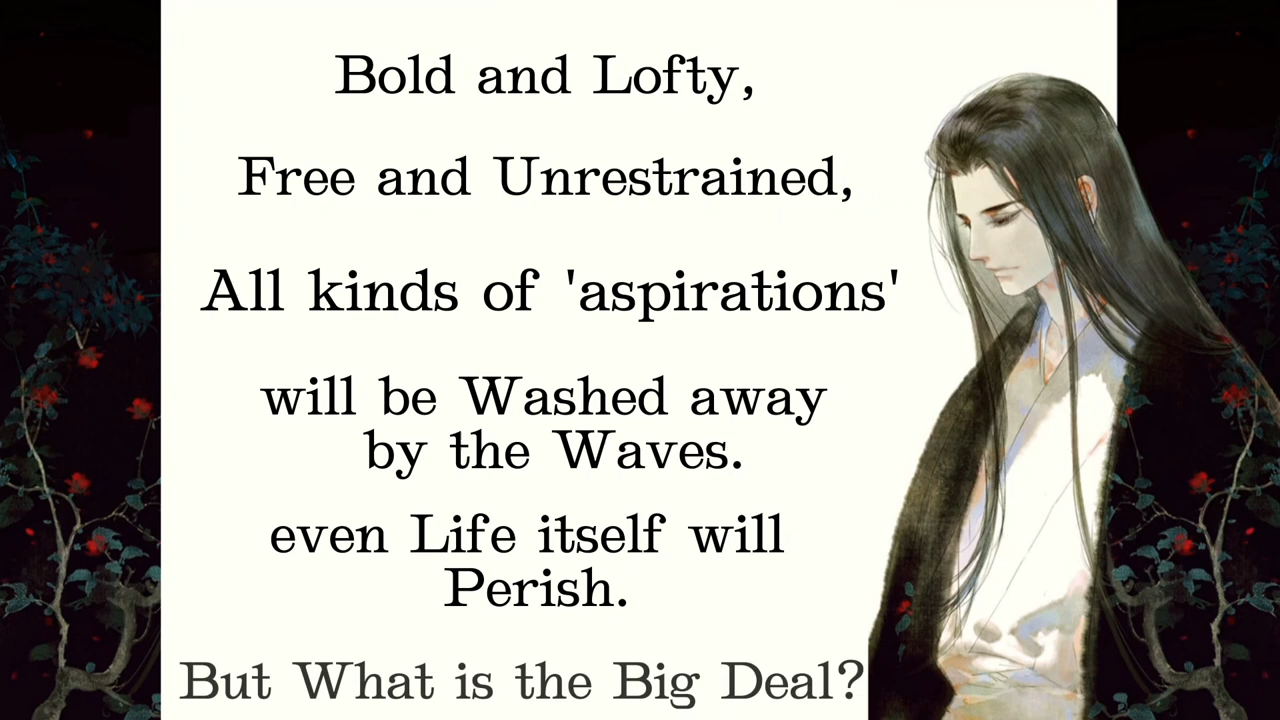 Bold and Lofty,
Free and Unrestrained,
All kinds of 'aspirations'
will be Washed away
by the Waves.
even Life itself will
Perish.
But What is the Big Deal?